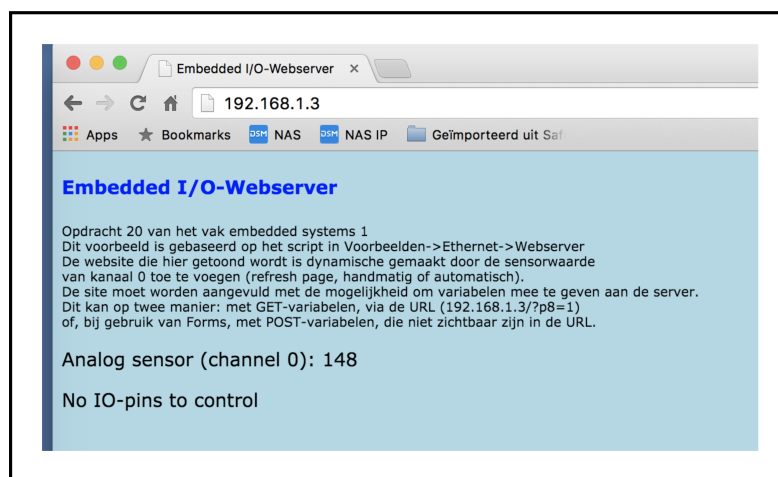 Embedded I/O-Webserver
192.168.1.3
Apps Bookmarks DSM NAS DSM NAS IP Geïmporteerd uit Saf
Embedded I/O-Webserver
Opdracht 20 van het vak embedded systems 1
Dit voorbeeld is gebaseerd op het script in Voorbeelden->Ethernet->Webserver
De website die hier getoond wordt is dynamische gemaakt door de sensorwaarde
van kanaal 0 toe te voegen (refresh page, handmatig of automatisch).
De site moet worden aangevuld met de mogelijkheid om variabelen mee te geven aan de server.
Dit kan op twee manier: met GET-variabelen, via de URL (192.168.1.3/?p8=1)
of, bij gebruik van Forms, met POST-variabelen, die niet zichtbaar zijn in de URL.
Analog sensor (channel 0): 148
No IO-pins to control